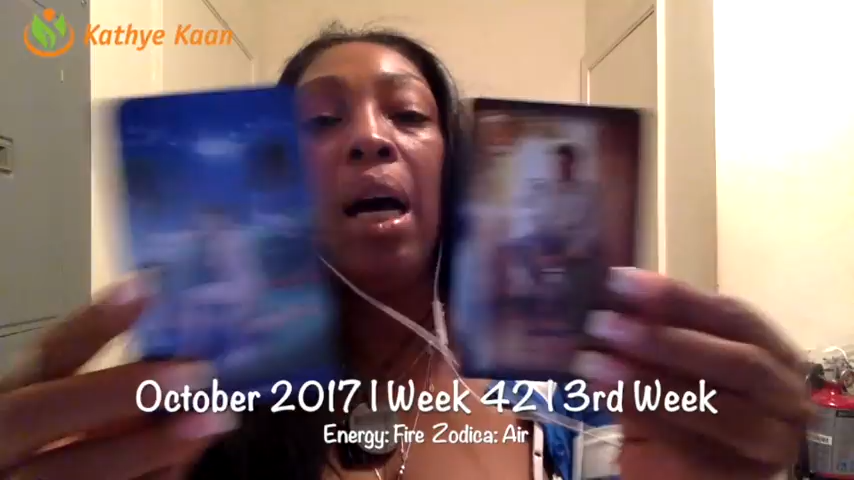 Kathye Kaan
October 2017 | Week 42 | 3rd Week
Energy: Fire Zodica: Air